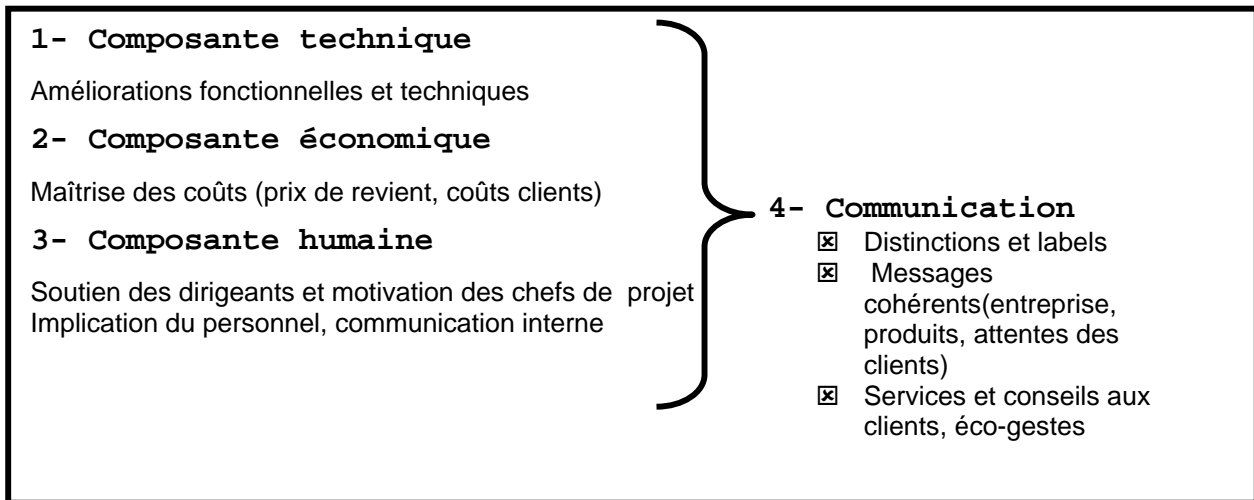 1- Composante technique
Améliorations fonctionnelles et techniques
2- Composante économique
Maîtrise des coûts (prix de revient, coûts clients)
3- Composante humaine
Soutien des dirigeants et motivation des chefs de projet
Implication du personnel, communication interne
4- Communication
☒ Distinctions et labels
☒ Messages
cohérents(entreprise,
produits, attentes des
clients)
☒ Services et conseils aux
clients, éco-gestes